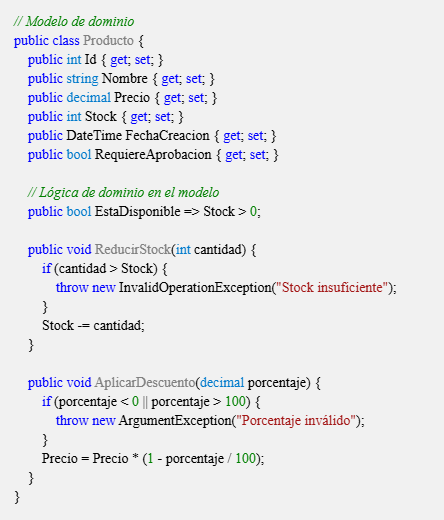 // Modelo de dominio
public class Producto {
    public int Id { get; set; }
    public string Nombre { get; set; }
    public decimal Precio { get; set; }
    public int Stock { get; set; }
    public DateTime FechaCreacion { get; set; }
    public bool RequiereAprobacion { get; set; }

    // Lógica de dominio en el modelo
    public bool EstaDisponible => Stock > 0;

    public void ReducirStock(int cantidad) {
        if (cantidad > Stock) {
            throw new InvalidOperationException("Stock insuficiente");
        }
        Stock -= cantidad;
    }

    public void AplicarDescuento(decimal porcentaje) {
        if (porcentaje < 0 || porcentaje > 100) {
            throw new ArgumentException("Porcentaje inválido");
        }
        Precio = Precio * (1 - porcentaje / 100);
    }
}